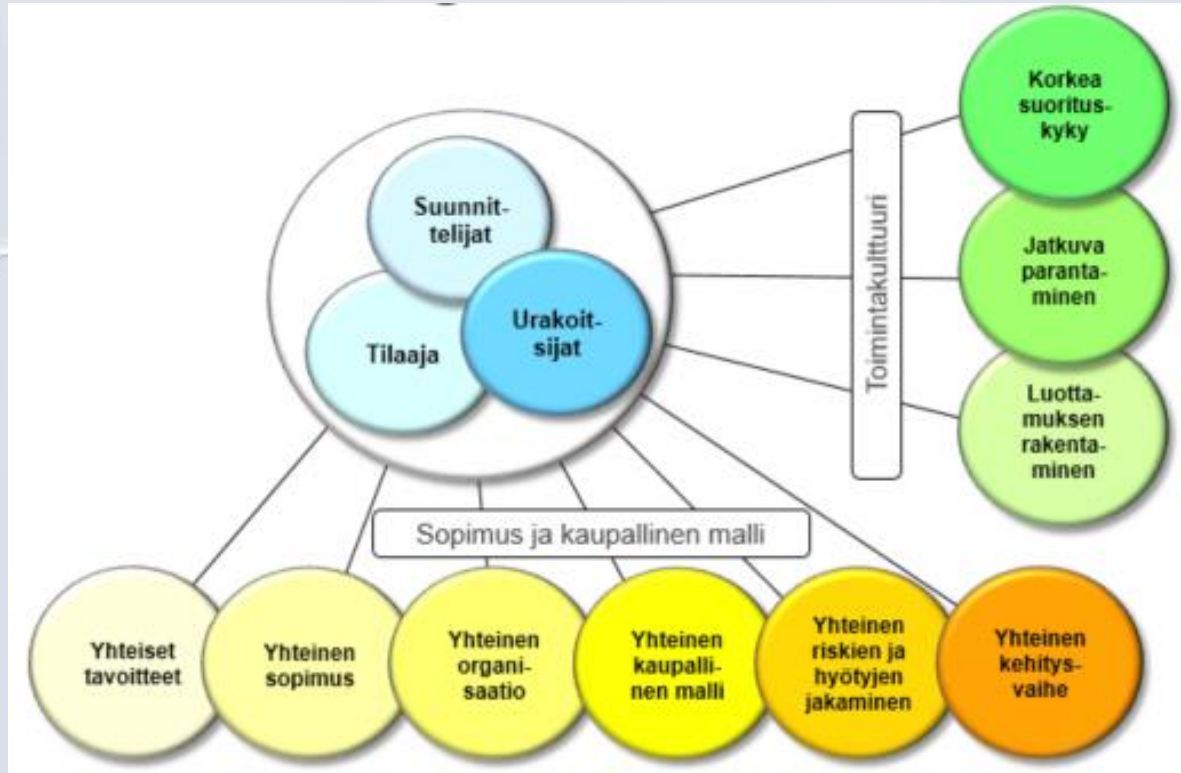 Korkea
suoritus-
kyky
Suunnit-
telijat
Jatkuva
paranta-
minen
Urakoit-
sijat
Tilaaja
Toimintakulttuuri
Luotta-
muksen
rakenta-
minen
Sopimus ja kaupallinen malli
Yhteiset
tavoitteet
Yhteinen
sopimus
Yhteinen
organi-
saatio
Yhteinen
kaupalli-
nen malli
Yhteinen
riskien ja
hyötyjen
jakaminen
Yhteinen
kehitys-
vaihe